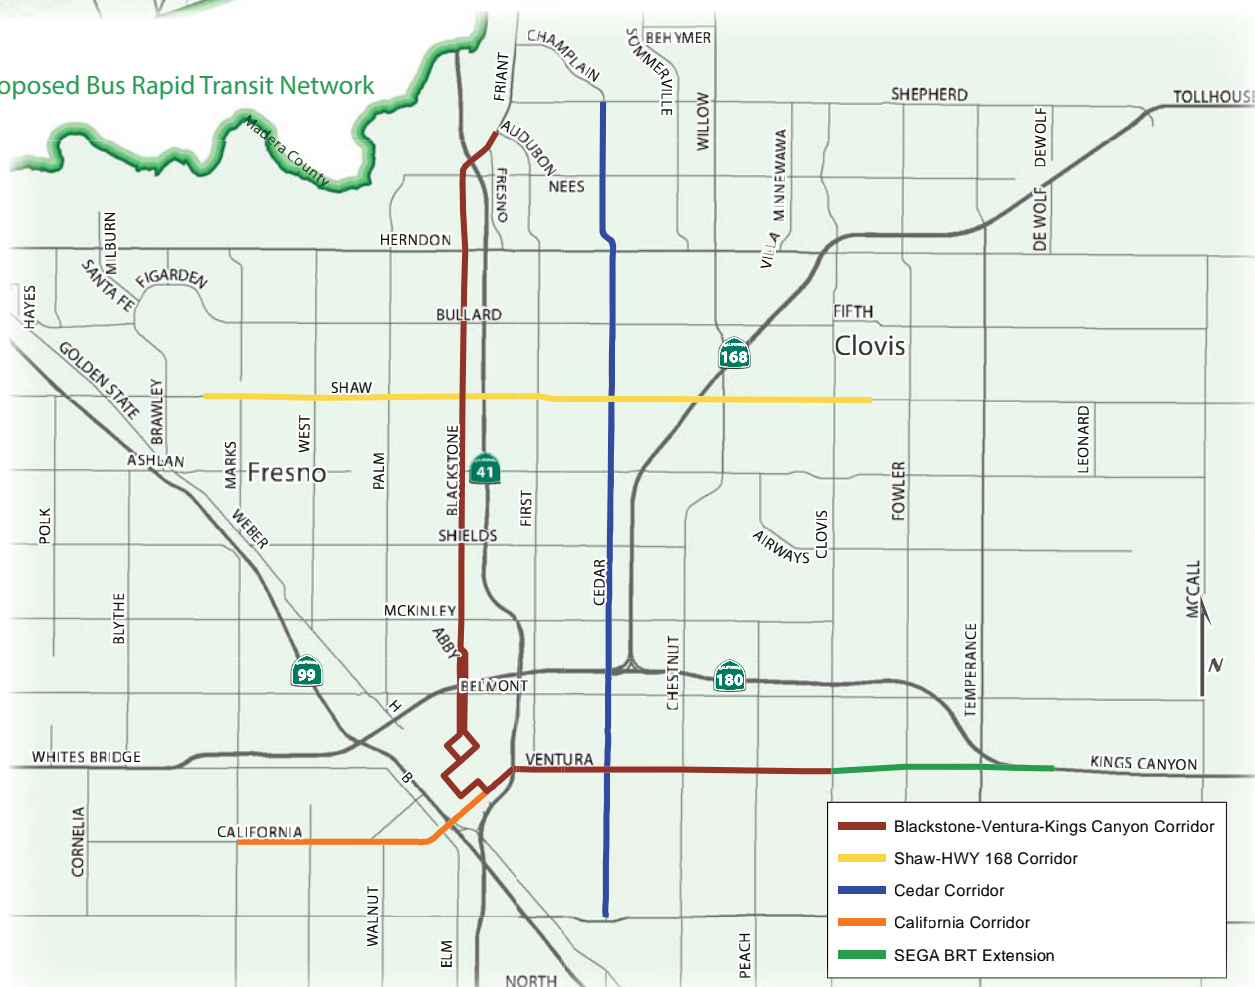 oposed Bus Rapid Transit Network
Madera County
CHAMPLAIN
SOMMERVILLE
BEHYMER
FRIANT
WILLOW
SHEPHERD
TOLLHOUSE
AUDUBON
FRESNO
NEES
VILLA
MINNEWAWA
DEWOLF
DEWOLF
MILBURN
SANTA FE
FIGARDEN
HERNDON
HAYES
BULLARD
FIFTH
Clovis
168
GOLDEN STATE
BRAWLEY
SHAW
WEST
MARKS
Fresno
PALM
BLACKSTONE
41
FIRST
ASHLAN
LEONARD
FOWLER
POLK
WEBER
SHIELDS
AIRWAYS
CLOVIS
CEDAR
BLYTHE
MCKINLEY
ABBY
MCCALL
N
99
BELMONT
CHESTNUT
180
TEMPERANCE
H
WHITES BRIDGE
B
VENTURA
KINGS CANYON
CORNELIA
CALIFORNIA
WALNUT
ELM
NORTH
PEACH
Blackstone-Ventura-Kings Canyon Corridor
Shaw-HWY 168 Corridor
Cedar Corridor
California Corridor
SEGA BRT Extension